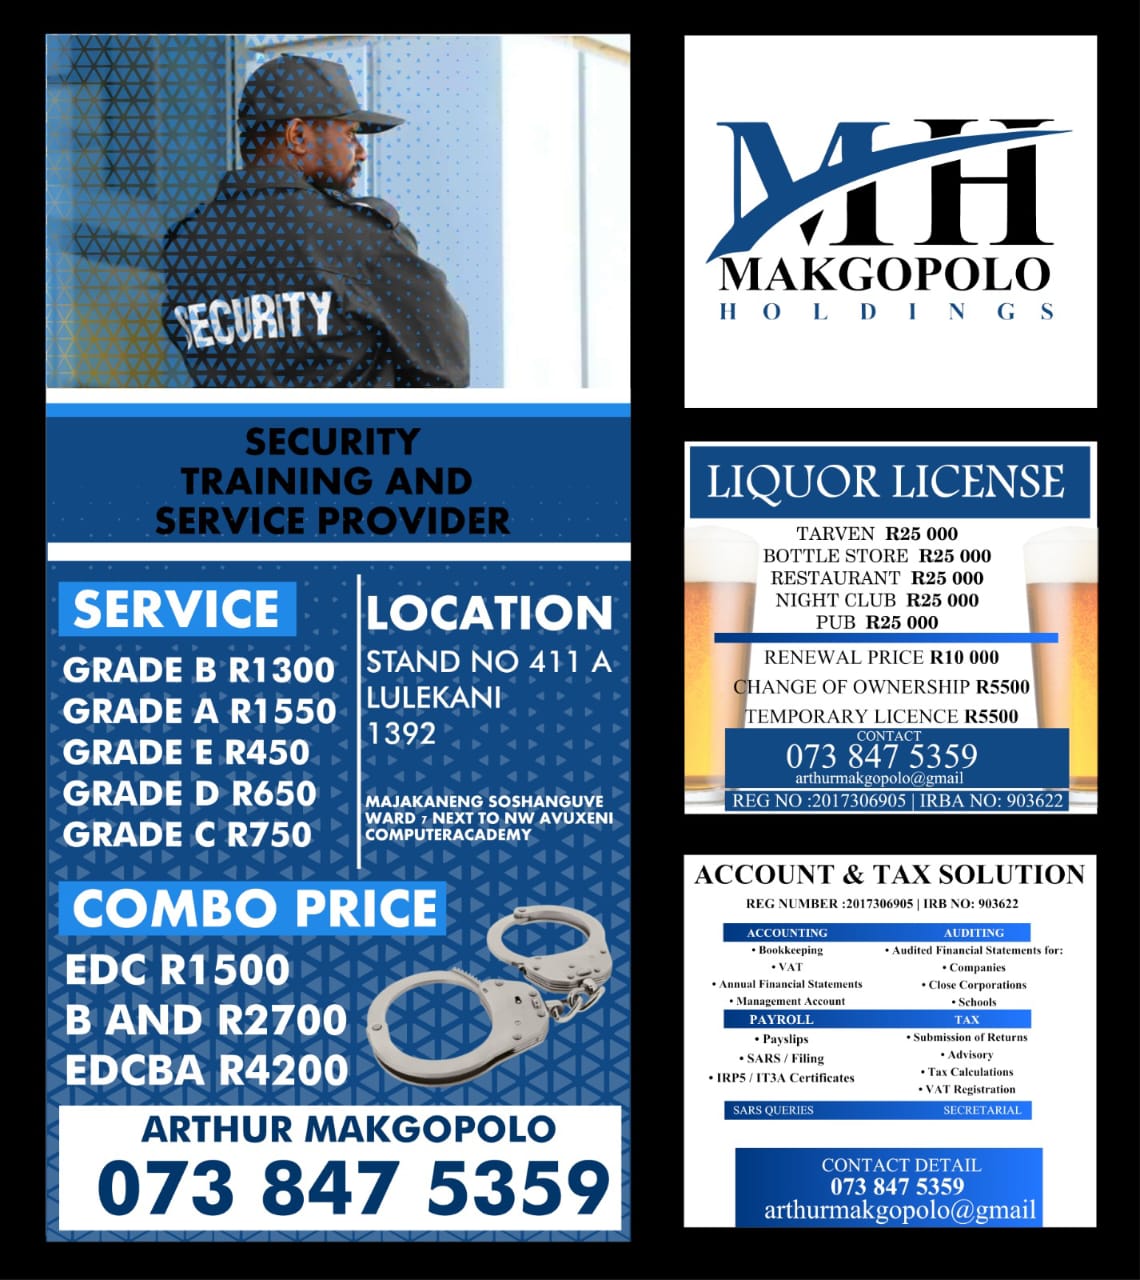 SECURITY
SECURITY
TRAINING AND
SERVICE PROVIDER
SERVICE
GRADE B R1300
GRADE A R1550
GRADE E R450
GRADE D R650
GRADE C R750
LOCATION
STAND NO 411 A
LULEKANI
1392
MAJAKANENG SOSHANGUVE
WARD 7 NEXT TO NW AVUXENI
COMPUTERACADEMY
COMBO PRICE
EDC R1500
B AND R2700
EDCBA R4200
ARTHUR MAKGOPOLO
073 847 5359
MH
MAKGOPOLO
HOLDINGS
LIQUOR LICENSE
TARVEN R25 000
BOTTLE STORE R25 000
RESTAURANT R25 000
NIGHT CLUB R25 000
PUB R25 000
RENEWAL PRICE R10 000
CHANGE OF OWNERSHIP R5500
TEMPORARY LICENCE R5500
CONTACT
073 847 5359
arthurmakgopolo@gmail
REG NO :2017306905 | IRBA NO: 903622
ACCOUNT & TAX SOLUTION
REG NUMBER :2017306905 | IRB NO: 903622
ACCOUNTING
• Bookkeeping
• VAT
• Annual Financial Statements
• Management Account
AUDITING
• Audited Financial Statements for:
• Companies
• Close Corporations
• Schools
PAYROLL
• Payslips
• SARS / Filing
• IRP5 / IT3A Certificates
TAX
• Submission of Returns
• Advisory
• Tax Calculations
• VAT Registration
SARS QUERIES
SECRETARIAL
CONTACT DETAIL
073 847 5359
arthurmakgopolo@gmail